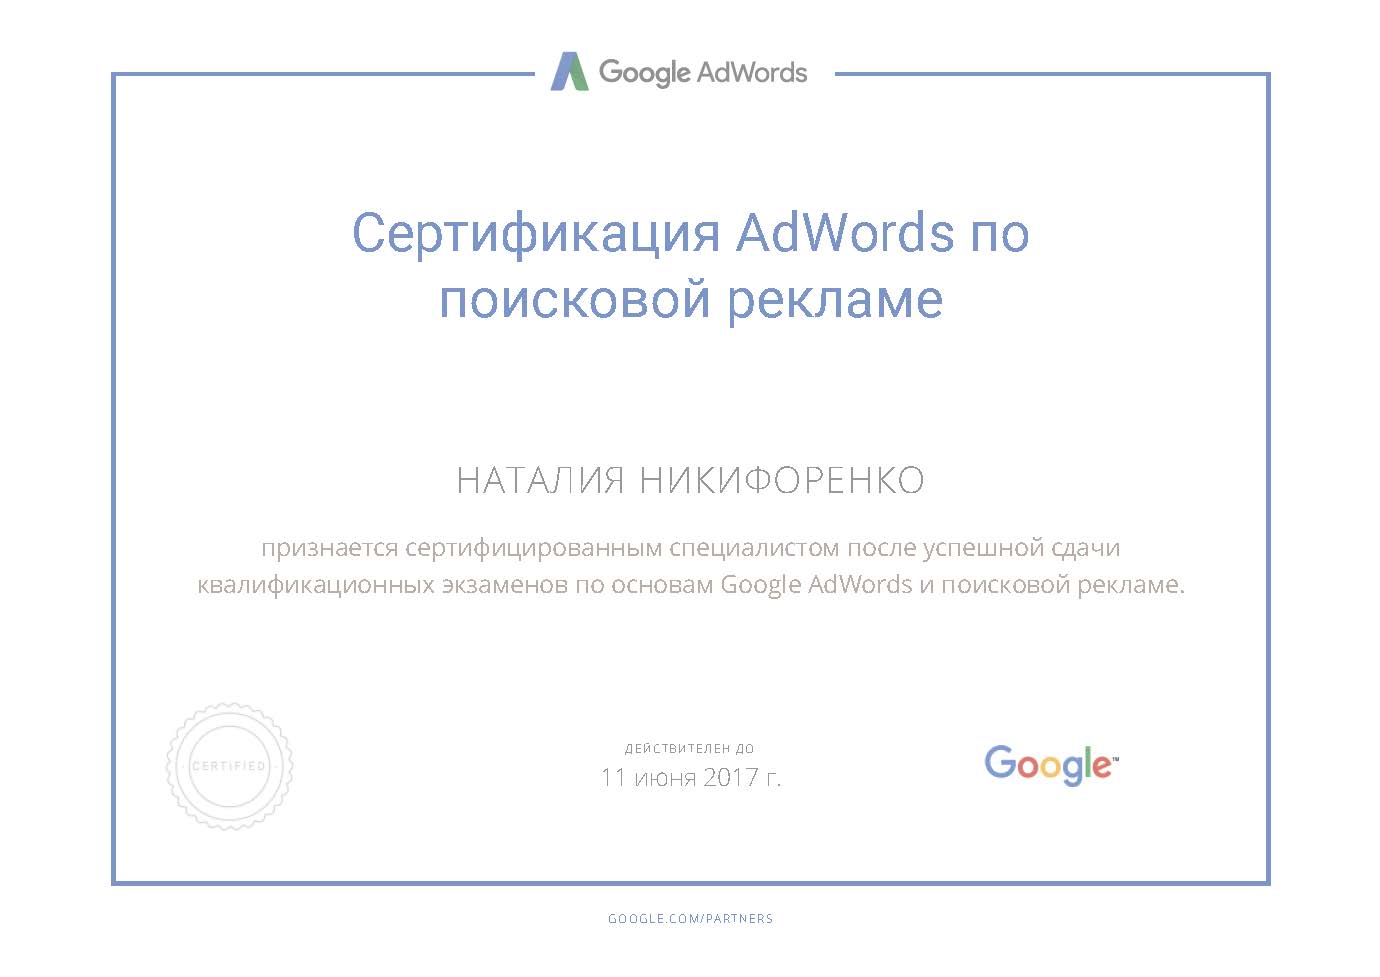 Google AdWords
Сертификация AdWords по
поисковой рекламе
НАТАЛИЯ НИКИФОРЕНКО
признается сертифицированным специалистом после успешной сдачи
квалификационных экзаменов по основам Google AdWords и поисковой рекламе.
CERTIFIED
ДЕЙСТВИТЕЛЕН ДО
11 июня 2017 г.
Google™
GOOGLE.COM/PARTNERS